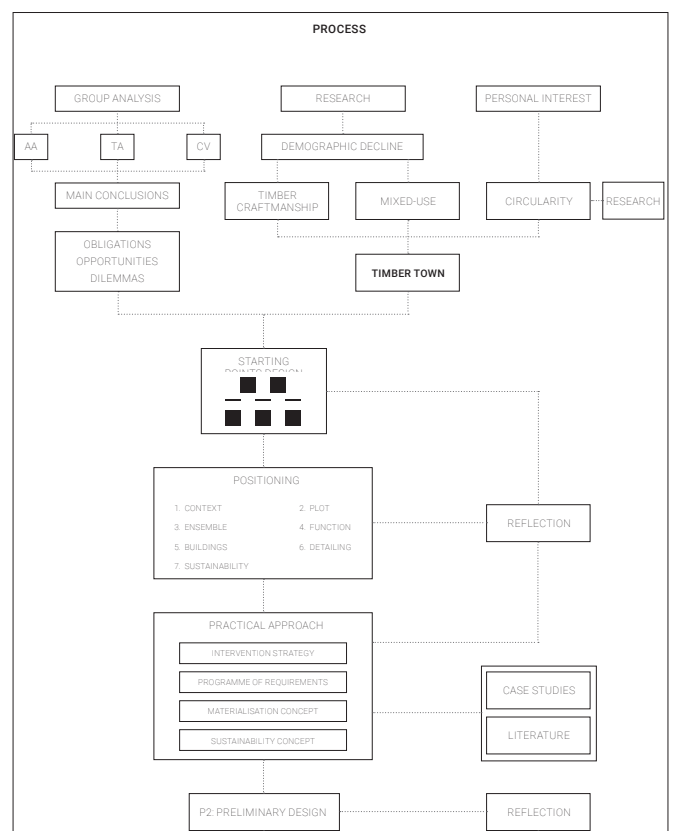 PROCESS
GROUP ANALYSIS
RESEARCH
PERSONAL INTEREST
AA
TA
CV
DEMOGRAPHIC DECLINE
MAIN CONCLUSIONS
TIMBER
CRAFTMANSHIP
MIXED-USE
CIRCULARITY
RESEARCH
OBLIGATIONS
OPPORTUNITIES
DILEMMAS
TIMBER TOWN
STARTING
POINTS DESIGN
POSITIONING
1. CONTEXT
2. PLOT
3. ENSEMBLE
4. FUNCTION
5. BUILDINGS
6. DETAILING
7. SUSTAINABILITY
REFLECTION
PRACTICAL APPROACH
INTERVENTION STRATEGY
PROGRAMME OF REQUIREMENTS
MATERIALISATION CONCEPT
SUSTAINABILITY CONCEPT
CASE STUDIES
LITERATURE
P2: PRELIMINARY DESIGN
REFLECTION